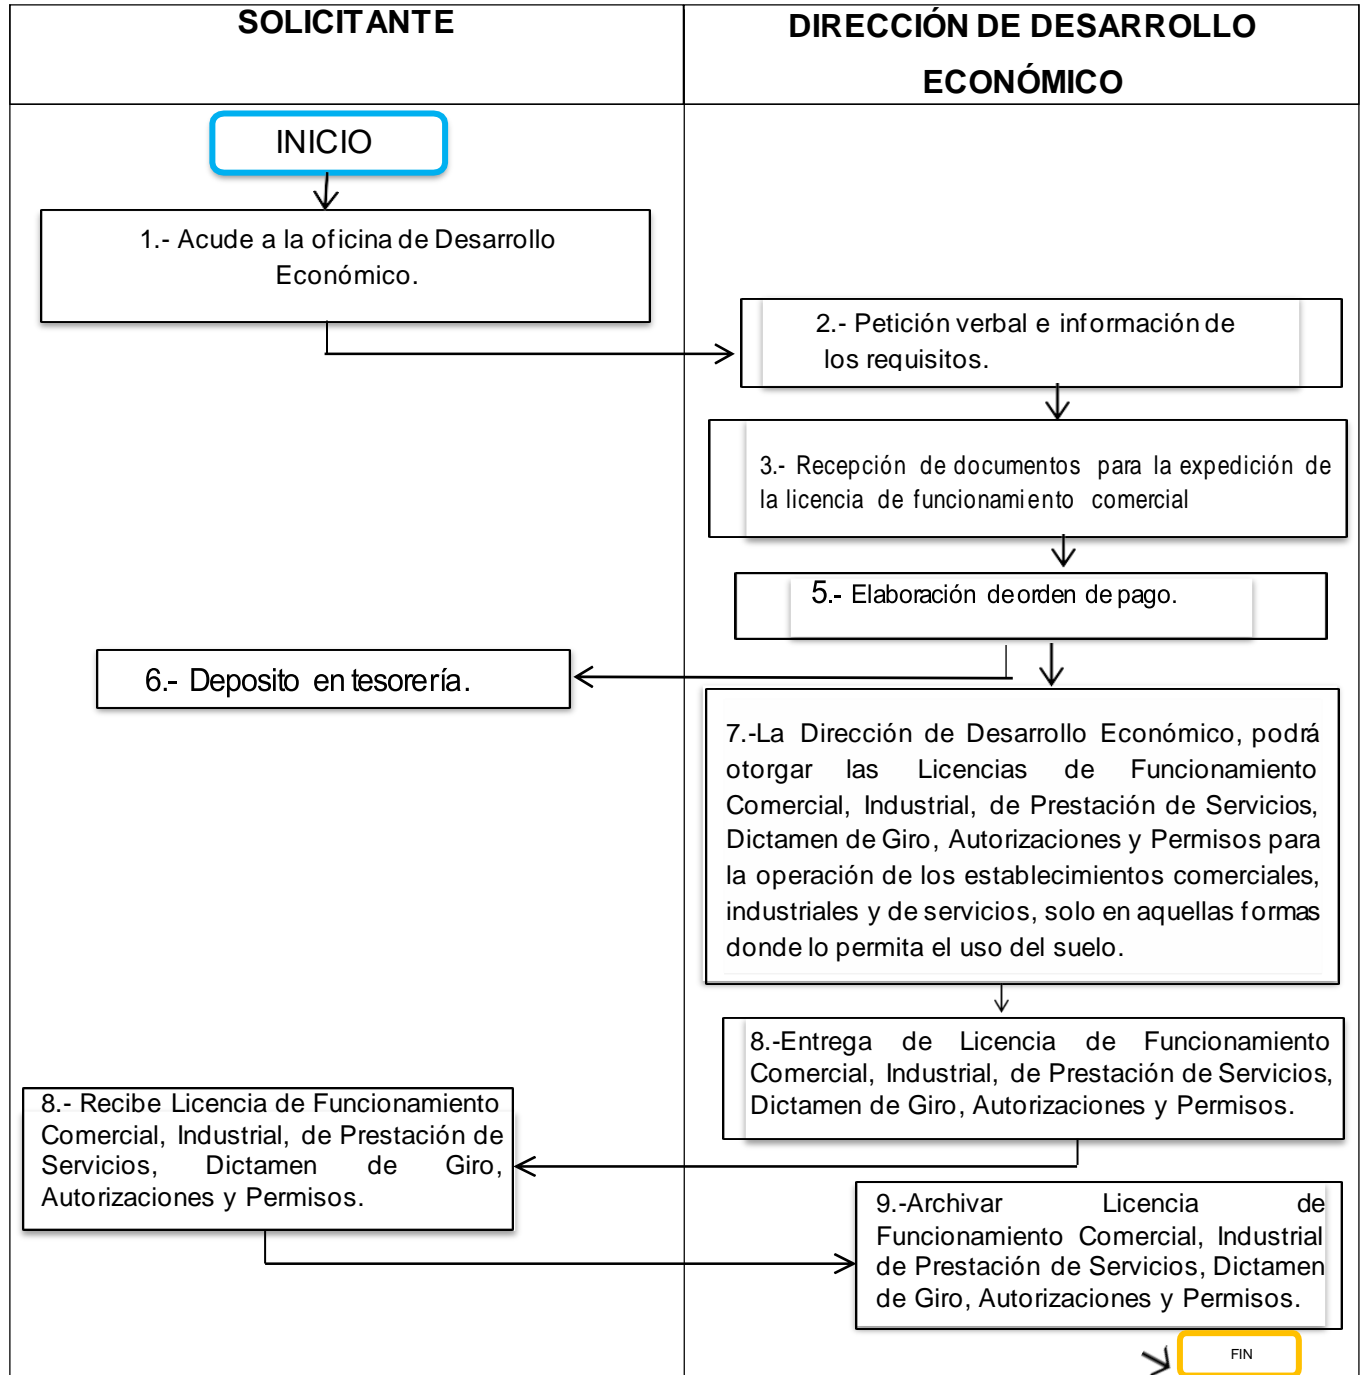 SOLICITANTE
DIRECCIÓN DE DESARROLLO
ECONÓMICO
INICIO
1.- Acude a la oficina de Desarrollo
Económico.
2.- Petición verbal e información de
los requisitos.
3.- Recepción de documentos para la expedición de
la licencia de funcionamiento comercial
5.- Elaboración de orden de pago.
6.- Deposito en tesorería.
7.-La Dirección de Desarrollo Económico, podrá
otorgar las Licencias de Funcionamiento
Comercial, Industrial, de Prestación de Servicios,
Dictamen de Giro, Autorizaciones y Permisos para
la operación de los establecimientos comerciales,
industriales y de servicios, solo en aquellas formas
donde lo permita el uso del suelo.
8.-Entrega de Licencia de Funcionamiento
Comercial, Industrial, de Prestación de Servicios,
Dictamen de Giro, Autorizaciones y Permisos.
8.- Recibe Licencia de Funcionamiento
Comercial, Industrial, de Prestación de
Servicios, Dictamen de Giro,
Autorizaciones y Permisos.
9.-Archivar Licencia de
Funcionamiento Comercial, Industrial
de Prestación de Servicios, Dictamen
de Giro, Autorizaciones y Permisos.
FIN